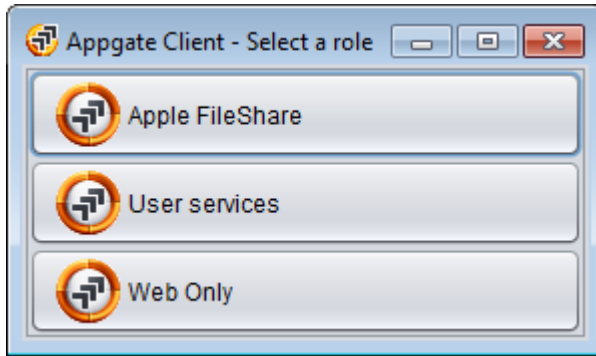 Appgate Client - Select a role
Apple FileShare
User services
Web Only